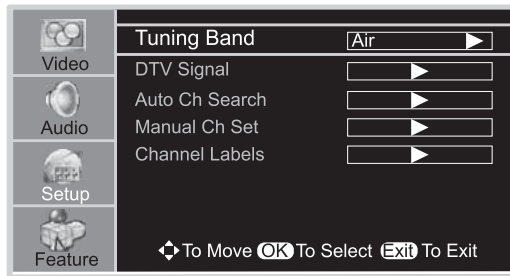 Video
Audio
Setup
Feature
Tuning Band Air
DTV Signal
Auto Ch Search
Manual Ch Set
Channel Labels
To Move OK To Select Exit To Exit